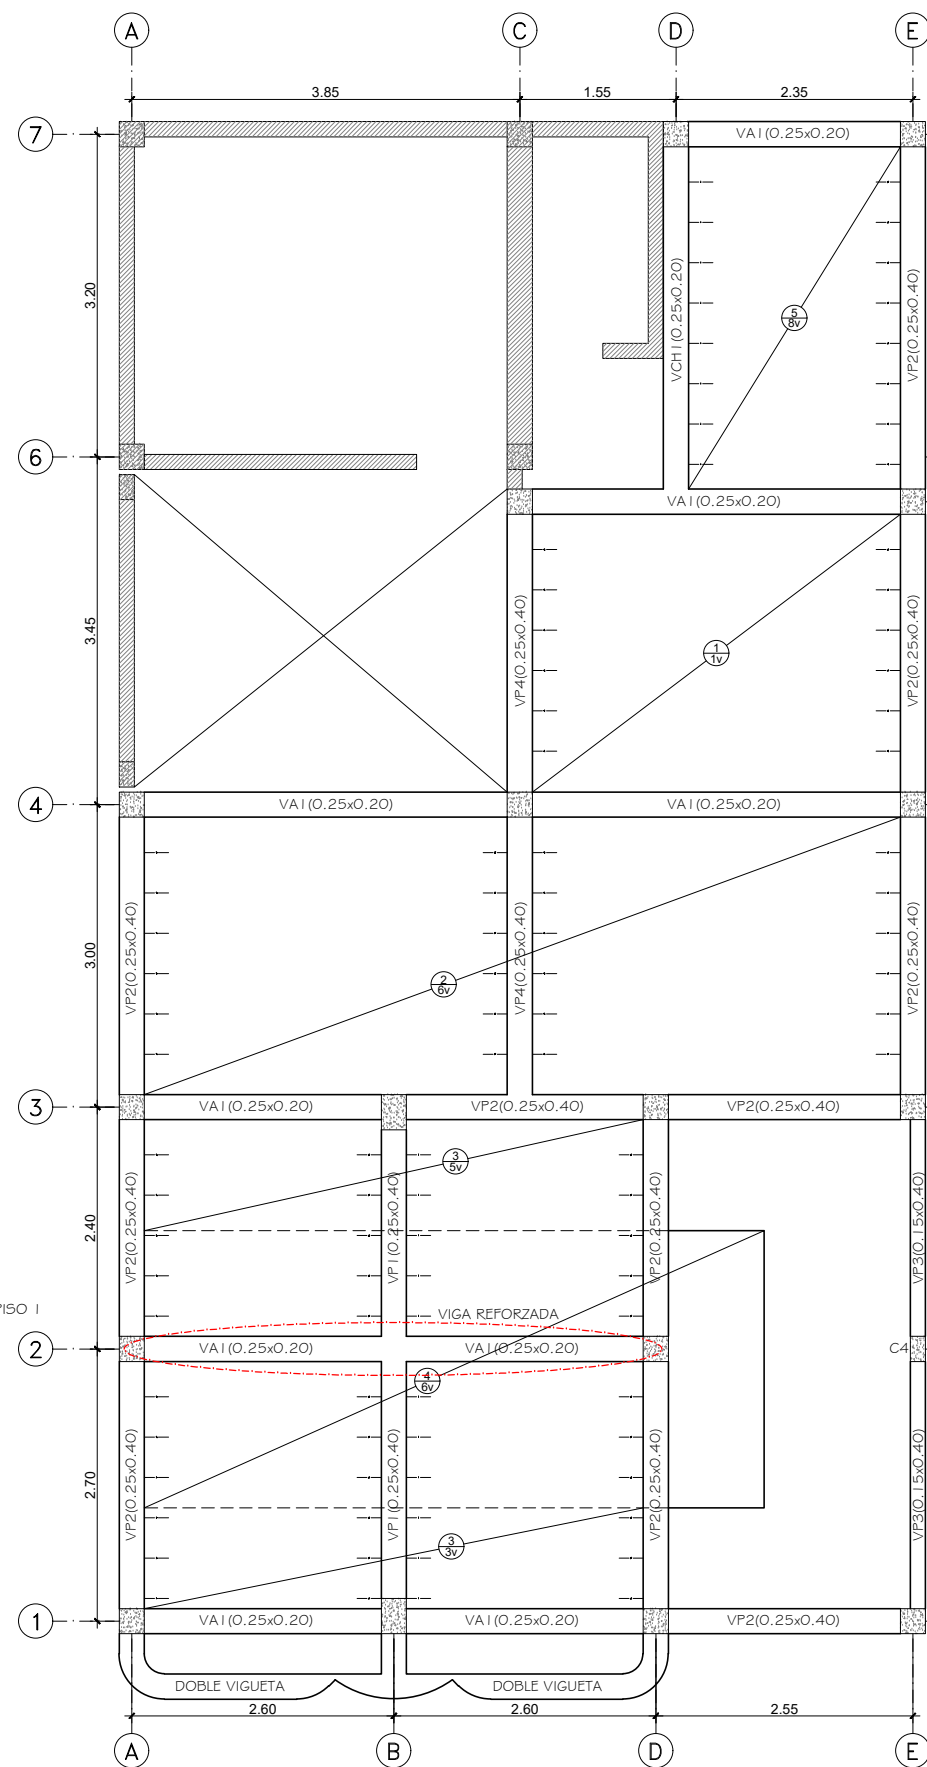 A C D E
3.85 1.55 2.35
7
VA1(0.25x0.20)
3.20
VCH1(0.25x0.20)
VP2(0.25x0.40)
5
8v
6
VA1(0.25x0.20)
3.45
VP4(0.25x0.40)
VP2(0.25x0.40)
1
1v
4
VA1(0.25x0.20) VA1(0.25x0.20)
3.00
VP2(0.25x0.40)
VP4(0.25x0.40)
VP2(0.25x0.40)
2
6v
3
VA1(0.25x0.20) VP2(0.25x0.40) VP2(0.25x0.40)
3
5v
2.40
VP2(0.25x0.40)
VP1(0.25x0.40)
VP2(0.25x0.40)
VP3(0.15x0.40)
PISO 1
VIGA REFORZADA
2
VA1(0.25x0.20) VA1(0.25x0.20)
C4
4
6v
2.70
VP2(0.25x0.40)
VP1(0.25x0.40)
VP2(0.25x0.40)
VP3(0.15x0.40)
3
3v
1
VA1(0.25x0.20) VA1(0.25x0.20) VP2(0.25x0.40)
DOBLE VIGUETA DOBLE VIGUETA
2.60 2.60 2.55
A B D E